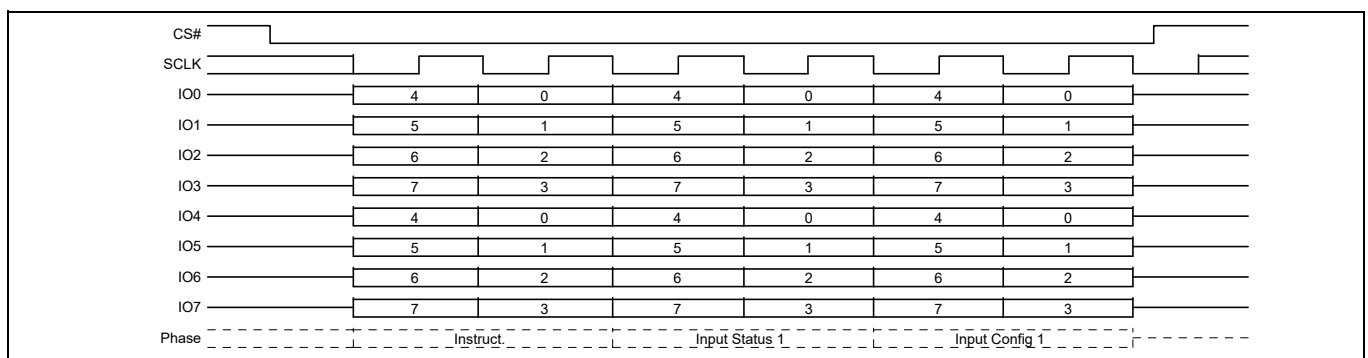 CS#
SCLK
IO0 4 0 4 0 4 0
IO1 5 1 5 1 5 1
IO2 6 2 6 2 6 2
IO3 7 3 7 3 7 3
IO4 4 0 4 0 4 0
IO5 5 1 5 1 5 1
IO6 6 2 6 2 6 2
IO7 7 3 7 3 7 3
Phase Instruct. Input Status 1 Input Config 1